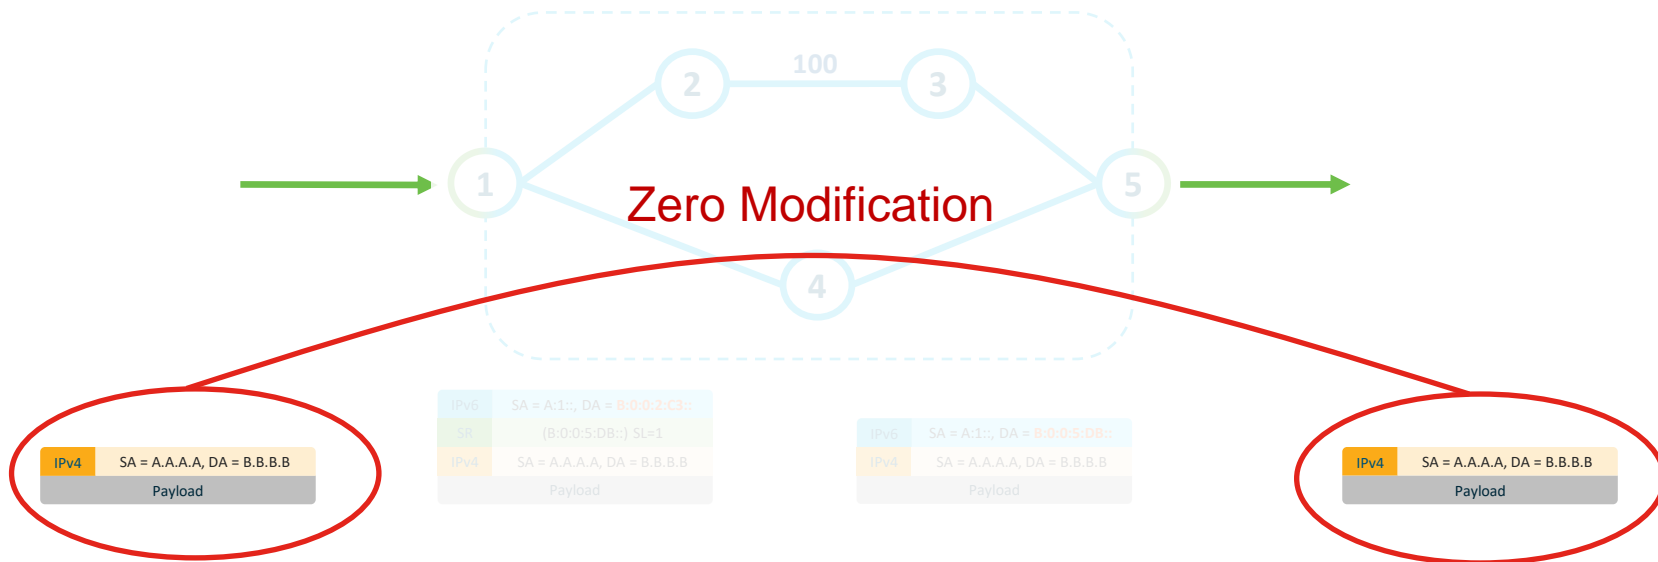 100
2
3
1
Zero Modification
5
4
IPv6 SA = A:1::, DA = B:0:0:2:C3::
SR (B:0:0:5:DB::) SL=1
IPv4 SA = A.A.A.A, DA = B.B.B.B
Payload
IPv6 SA = A:1::, DA = B:0:0:5:DB::
IPv4 SA = A.A.A.A, DA = B.B.B.B
Payload
IPv4 SA = A.A.A.A, DA = B.B.B.B
Payload
IPv4 SA = A.A.A.A, DA = B.B.B.B
Payload